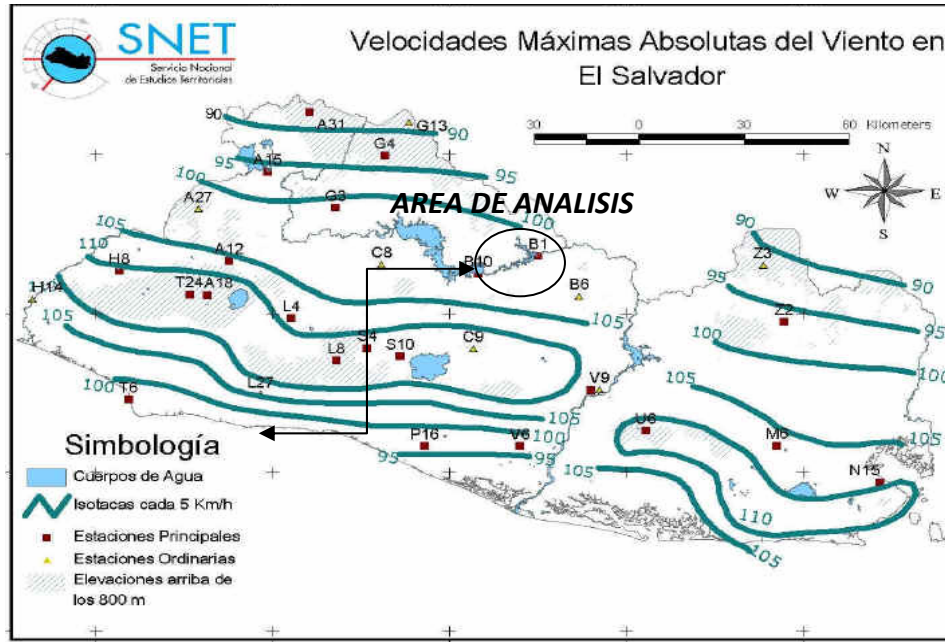 SNET
Servicio Nacional
de Estudios Territoriales
Velocidades Máximas Absolutas del Viento en
El Salvador
30 0 30 60 Kilometers
N
W E
S
90
A31
G13
90
95
A15
G4
95
100
A27
G3
AREA DE ANALISIS
100
90
105
110
A12
C8
B10
B1
Z3
H8
95
H14
T24
A18
B6
105
L4
105
Z2
95
100
S4
L8
S10
C9
100
T6
L27
V9
105
105
U6
100
P16
V6
M6
105
95
95
105
N15
110
105
Simbología
Cuerpos de Agua
Isotacas cada 5 Km/h
Estaciones Principales
Estaciones Ordinarias
Elevaciones arriba de
los 800 m